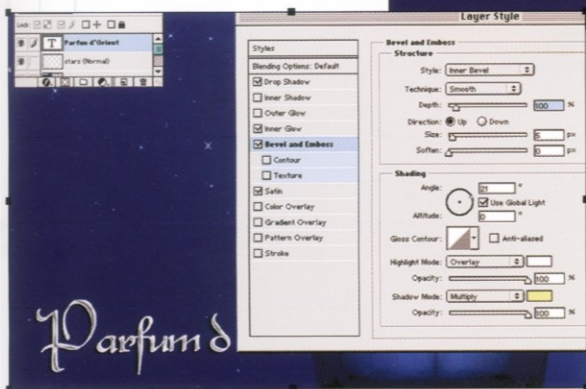 Lock:
Parfum d'Orient
stars (Normal)
Layer Style
Styles
Blending Options: Default
Drop Shadow
Inner Shadow
Outer Glow
Inner Glow
Bevel and Emboss
Contour
Texture
Satin
Color Overlay
Gradient Overlay
Pattern Overlay
Stroke
Bevel and Emboss
Structure
Style: Inner Bevel
Technique: Smooth
Depth: 100 %
Direction: Up Down
Size: 5 px
Soften: 0 px
Shading
Angle: 21 °
Use Global Light
Altitude: 0 °
Gloss Contour: Anti-aliased
Highlight Mode: Overlay
Opacity: 100 %
Shadow Mode: Multiply
Opacity: 100 %
Parfum d